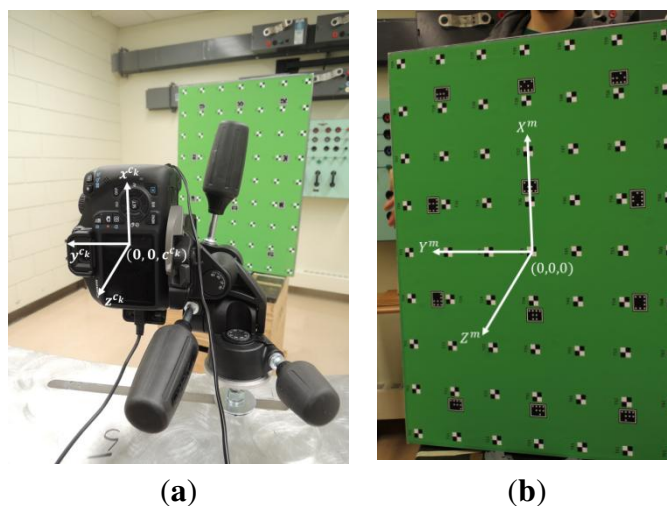 x^{c_k}
y^{c_k}
(0, 0, c^{c_k})
z^{c_k}
X^m
Y^m
(0,0,0)
Z^m
(a)
(b)